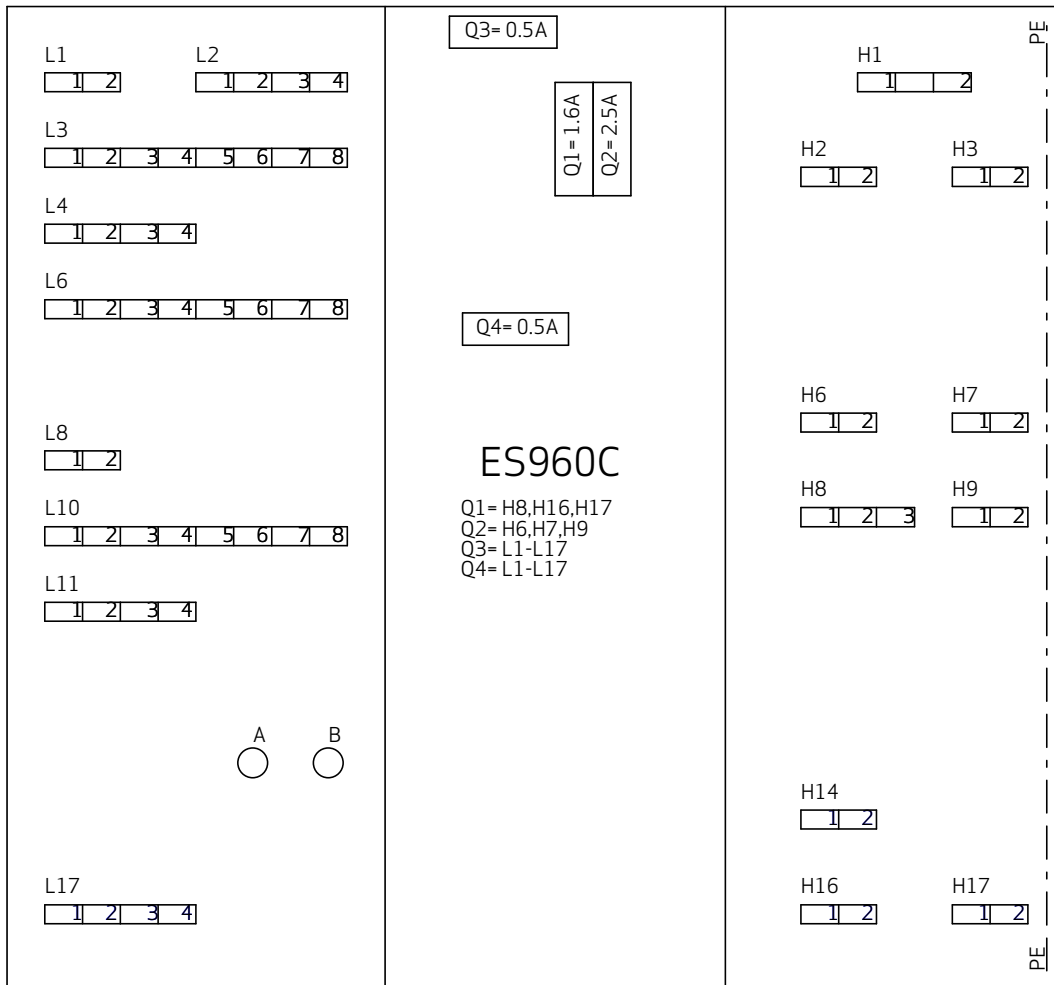 Q3= 0.5A
PE
L1
L2
H1
1 2
1 2 3 4
1 2
Q1= 1.6A
Q2= 2.5A
L3
1 2 3 4 5 6 7 8
H2
H3
1 2
1 2
L4
1 2 3 4
L6
1 2 3 4 5 6 7 8
Q4= 0.5A
H6
H7
1 2
1 2
L8
1 2
ES960C
H8
H9
1 2 3
1 2
L10
1 2 3 4 5 6 7 8
Q1= H8,H16,H17
Q2= H6,H7,H9
Q3= L1-L17
Q4= L1-L17
L11
1 2 3 4
A
B
H14
1 2
L17
1 2 3 4
H16
H17
1 2
1 2
PE